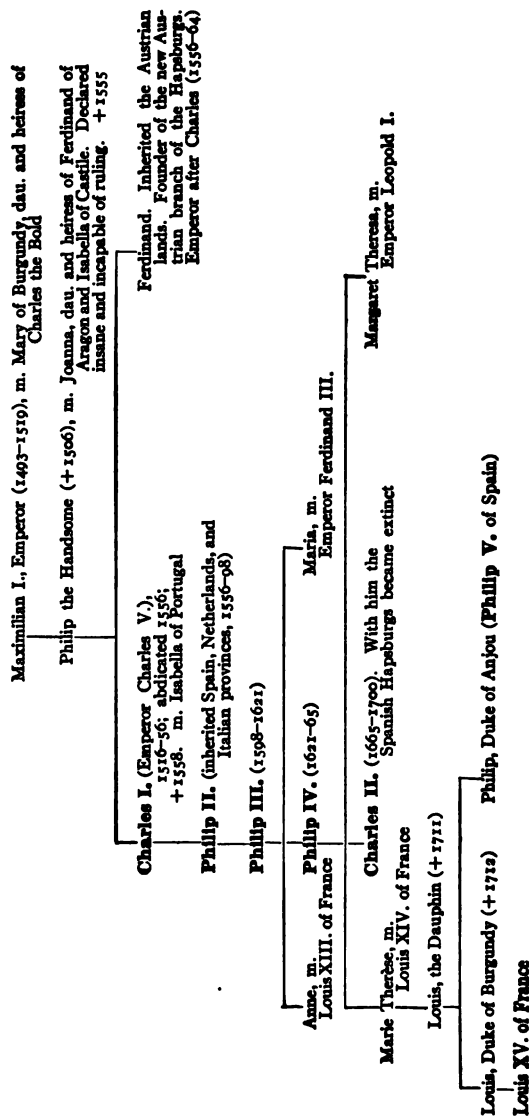 Maximilian I., Emperor (1493–1519), m. Mary of Burgundy, dau. and heiress of
Charles the Bold
Philip the Handsome (+1506), m. Joanna, dau. and heiress of Ferdinand of
Aragon and Isabella of Castile. Declared
insane and incapable of ruling. +1555
Charles I. (Emperor Charles V.),
1516–56; abdicated 1556;
+1558. m. Isabella of Portugal
Ferdinand. Inherited the Austrian
lands. Founder of the new Aus-
trian branch of the Hapsburgs.
Emperor after Charles (1556–64)
Philip II. (inherited Spain, Netherlands, and
Italian provinces, 1556–98)
Philip III. (1598–1621)
Anne, m.
Louis XIII. of France
Philip IV. (1621–65)
Maria, m.
Emperor Ferdinand III.
Marie Therèse, m.
Louis XIV. of France
Charles II. (1665–1700). With him the
Spanish Hapsburgs became extinct
Margaret Theresa, m.
Emperor Leopold I.
Louis, the Dauphin (+1711)
Louis, Duke of Burgundy (+1712)
Philip, Duke of Anjou (Philip V. of Spain)
Louis XV. of France